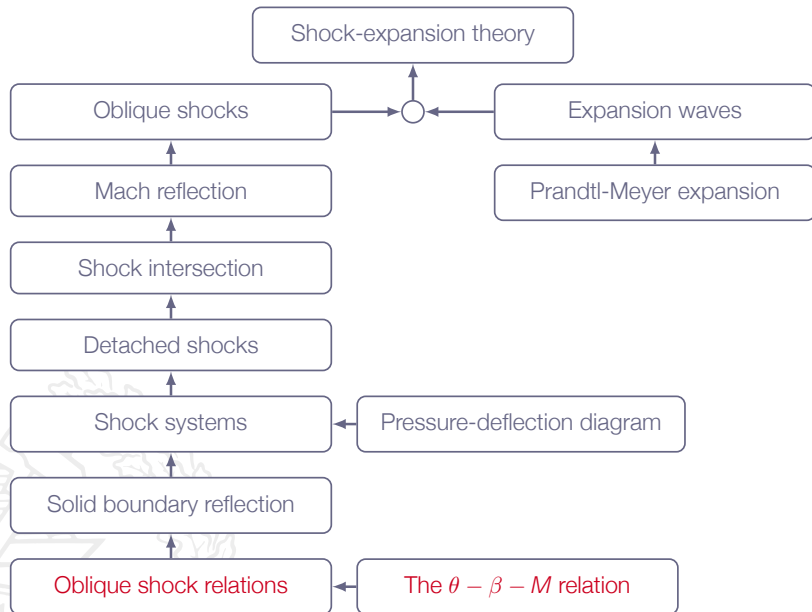 Shock-expansion theory
Oblique shocks
Expansion waves
Mach reflection
Prandtl-Meyer expansion
Shock intersection
Detached shocks
Shock systems
Pressure-deflection diagram
Solid boundary reflection
Oblique shock relations
The θ − β − M relation